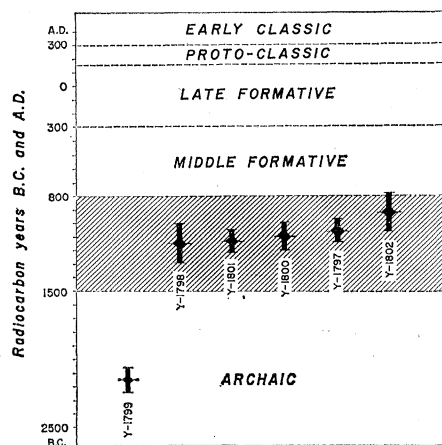 A.D.
EARLY CLASSIC
300
PROTO-CLASSIC
0
LATE FORMATIVE
300
MIDDLE FORMATIVE
800
Y-1798
Y-1801
Y-1800
Y-1797
Y-1802
1500
ARCHAIC
Y-1799
2500
B.C.
Radiocarbon years B.C. and A.D.